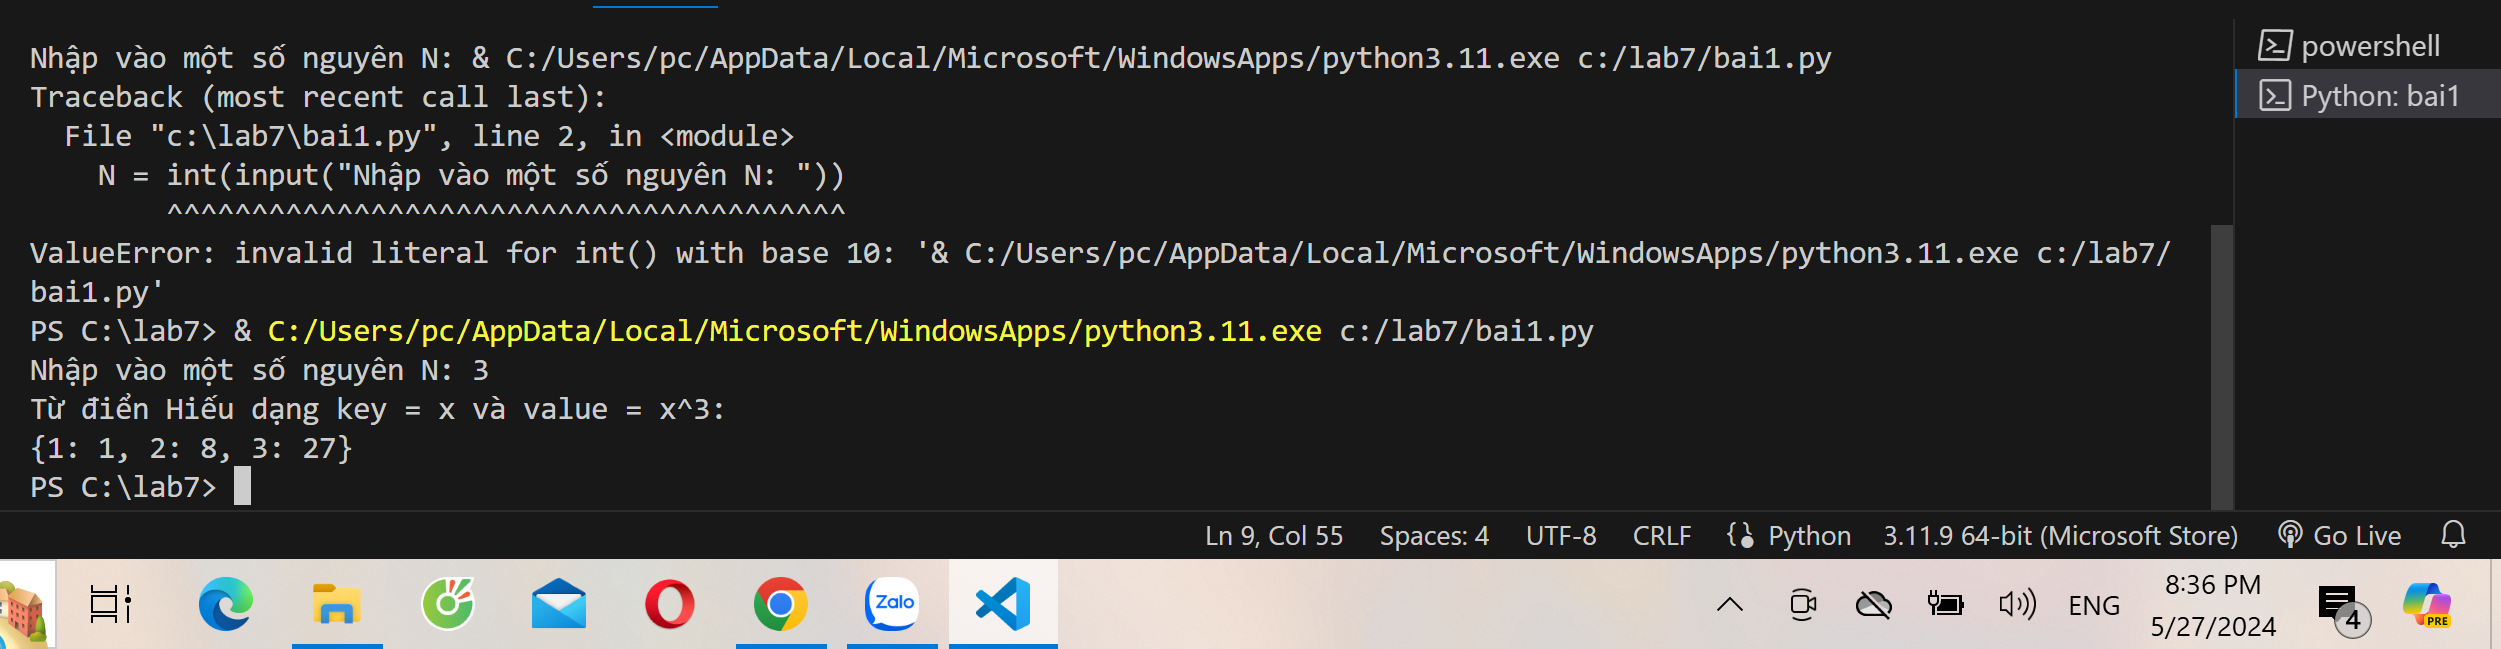 Nhập vào một số nguyên N: & C:/Users/pc/AppData/Local/Microsoft/WindowsApps/python3.11.exe c:/lab7/bai1.py
Traceback (most recent call last):
  File "c:\lab7\bai1.py", line 2, in <module>
    N = int(input("Nhập vào một số nguyên N: "))
        ^^^^^^^^^^^^^^^^^^^^^^^^^^^^^^^^^^^^^^^^
ValueError: invalid literal for int() with base 10: '& C:/Users/pc/AppData/Local/Microsoft/WindowsApps/python3.11.exe c:/lab7/
bai1.py'
PS C:\lab7> & C:/Users/pc/AppData/Local/Microsoft/WindowsApps/python3.11.exe c:/lab7/bai1.py
Nhập vào một số nguyên N: 3
Từ điển Hiếu dạng key = x và value = x^3:
{1: 1, 2: 8, 3: 27}
PS C:\lab7>
powershell
Python: bai1
Ln 9, Col 55 Spaces: 4 UTF-8 CRLF Python 3.11.9 64-bit (Microsoft Store) Go Live
Zalo
ENG
8:36 PM
5/27/2024
4
PRE